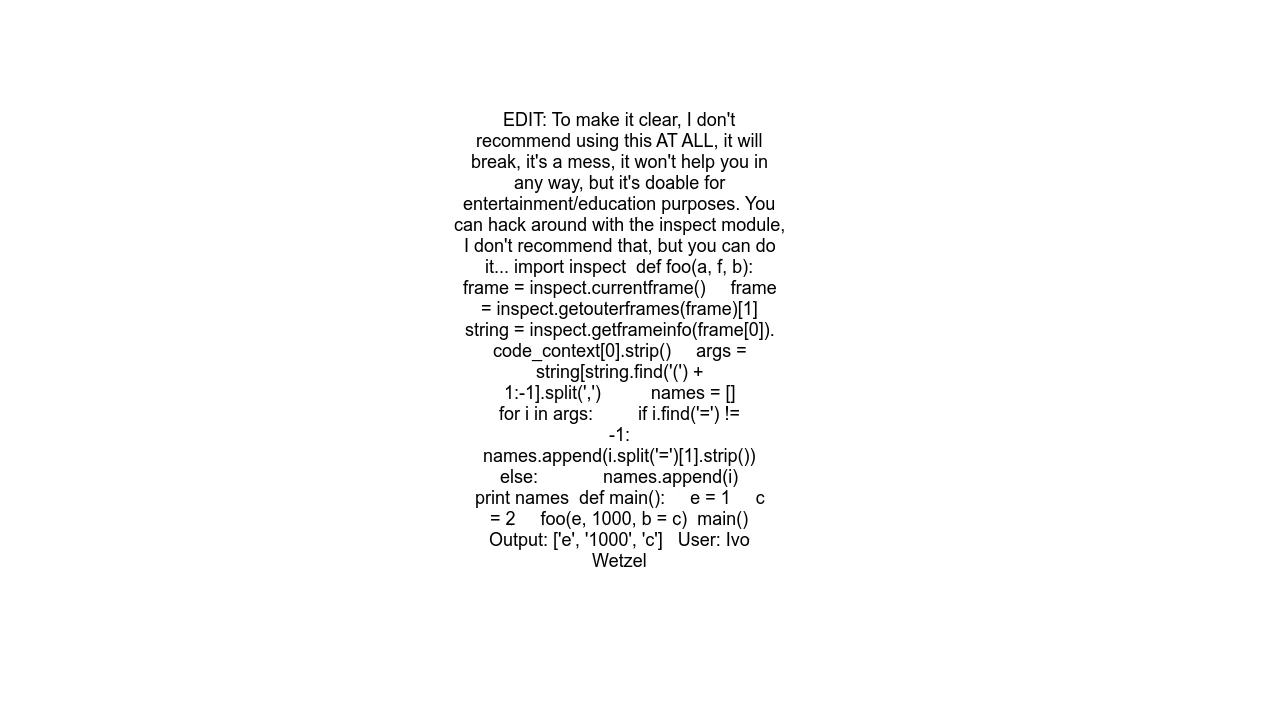 EDIT: To make it clear, I don't
recommend using this AT ALL, it will
break, it's a mess, it won't help you in
any way, but it's doable for
entertainment/education purposes. You
can hack around with the inspect module,
I don't recommend that, but you can do
it... import inspect  def foo(a, f, b):
frame = inspect.currentframe()     frame
= inspect.getouterframes(frame)[1]
string = inspect.getframeinfo(frame[0]).
code_context[0].strip()     args =
string[string.find('(') +
1:-1].split(',')          names = []
for i in args:         if i.find('=') !=
-1:
names.append(i.split('=')[1].strip())
else:             names.append(i)
print names  def main():     e = 1     c
= 2     foo(e, 1000, b = c)  main()
Output: ['e', '1000', 'c']   User: Ivo
Wetzel